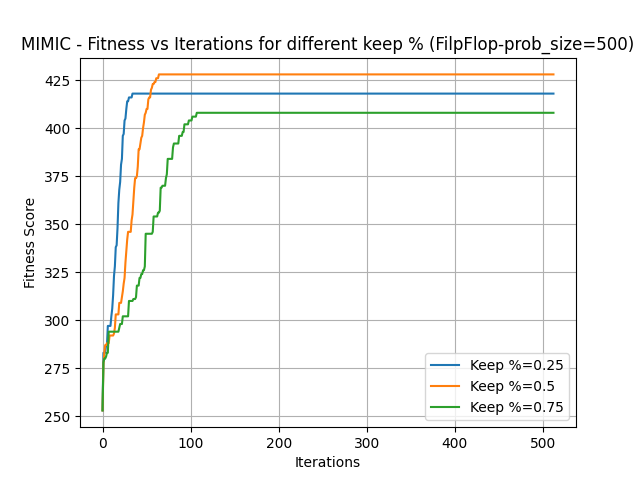 MIMIC - Fitness vs Iterations for different keep % (FilpFlop-prob_size=500)
425
400
375
350
325
300
275
250
Fitness Score
0 100 200 300 400 500
Iterations
Keep %=0.25
Keep %=0.5
Keep %=0.75